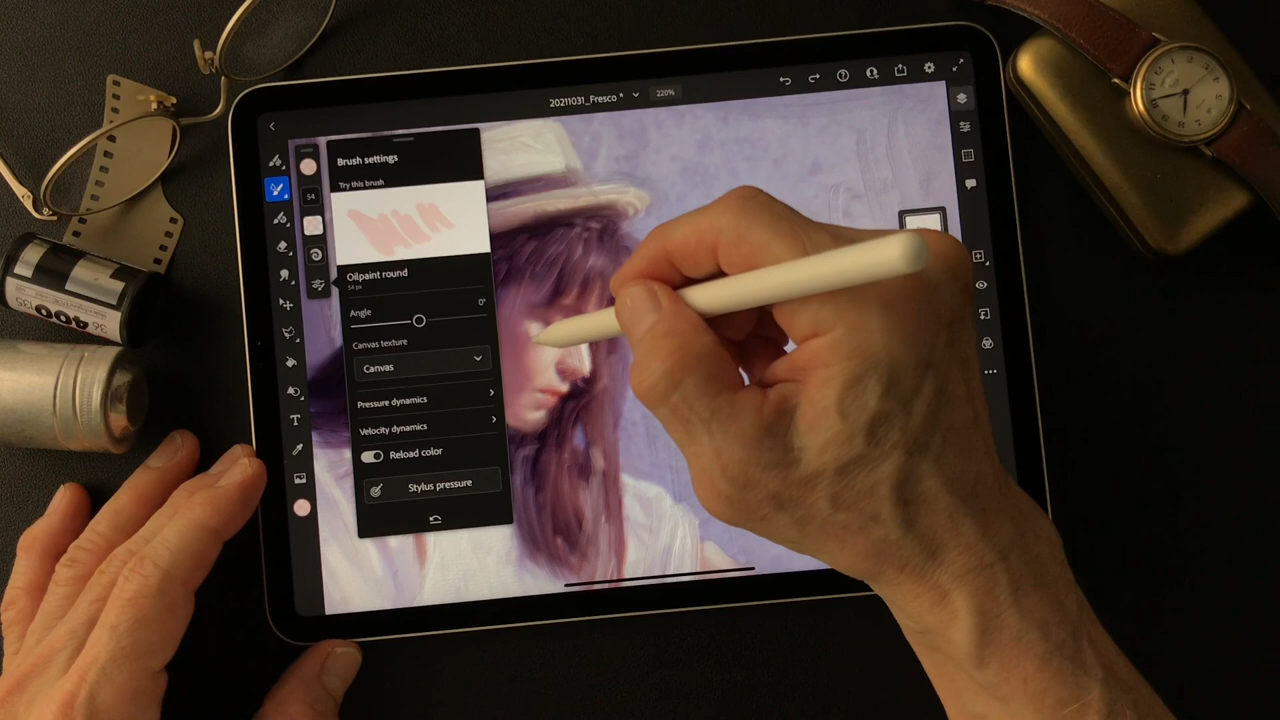 20211031_Fresco *
220%
Brush settings
Try this brush
54
Oilpaint round
54 px
Angle
0°
Canvas texture
Canvas
Pressure dynamics
Velocity dynamics
Reload color
Stylus pressure
T
400
36
135